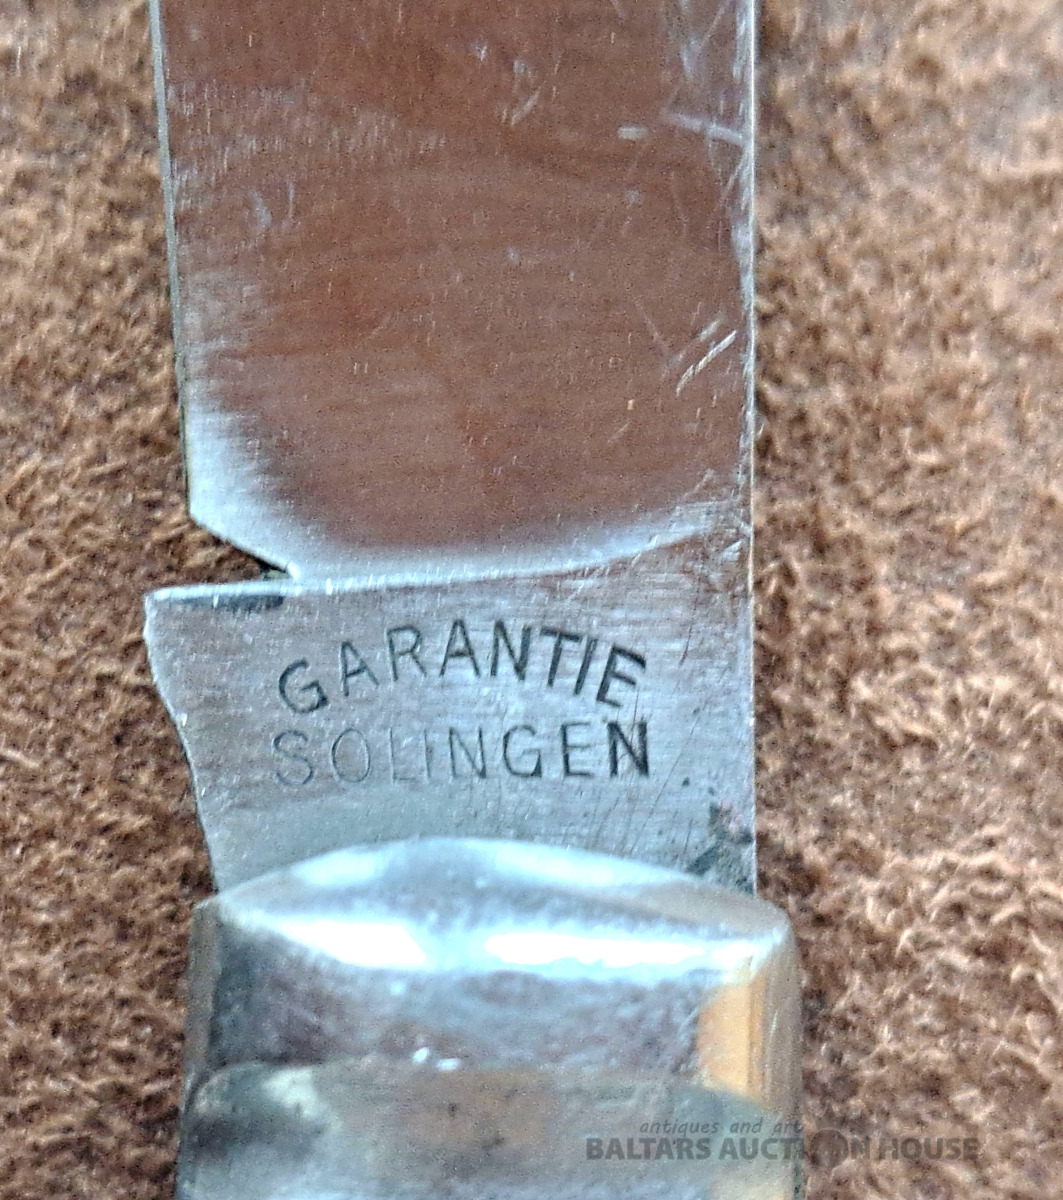 GARANTIE
SOLINGEN
antiques and art
BALTARS AUCTION HOUSE